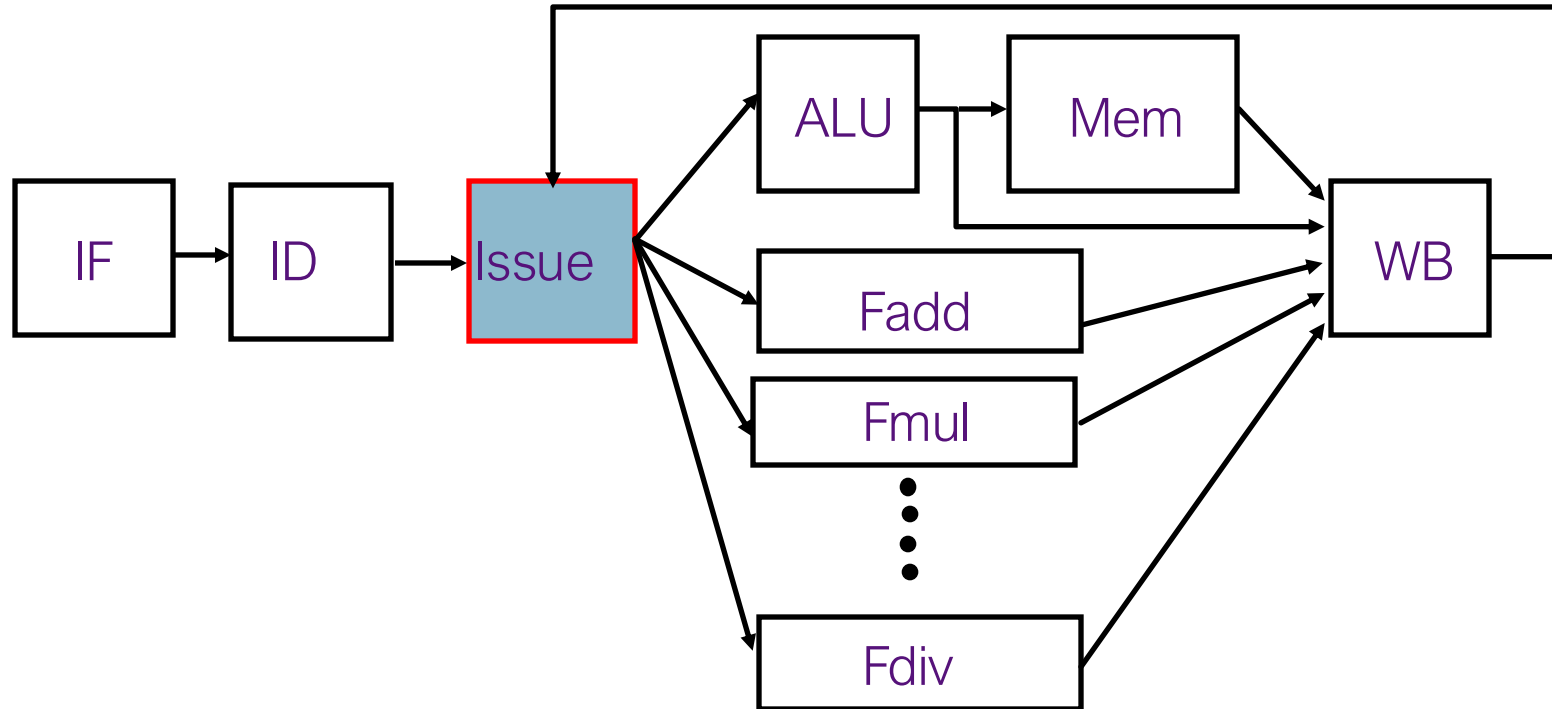 IF
ID
Issue
ALU
Mem
Fadd
Fmul
Fdiv
WB